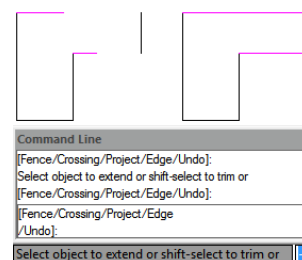 Command Line
[Fence/Crossing/Project/Edge/Undo]:
Select object to extend or shift-select to trim or
[Fence/Crossing/Project/Edge/Undo]:
[Fence/Crossing/Project/Edge
/Undo]:
Select object to extend or shift-select to trim or